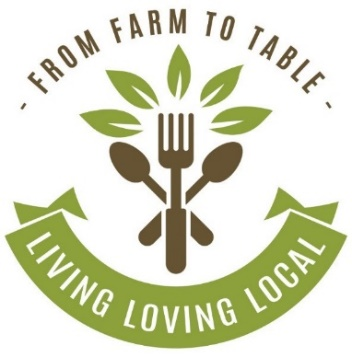 - FROM FARM TO TABLE -
LIVING LOVING LOCAL